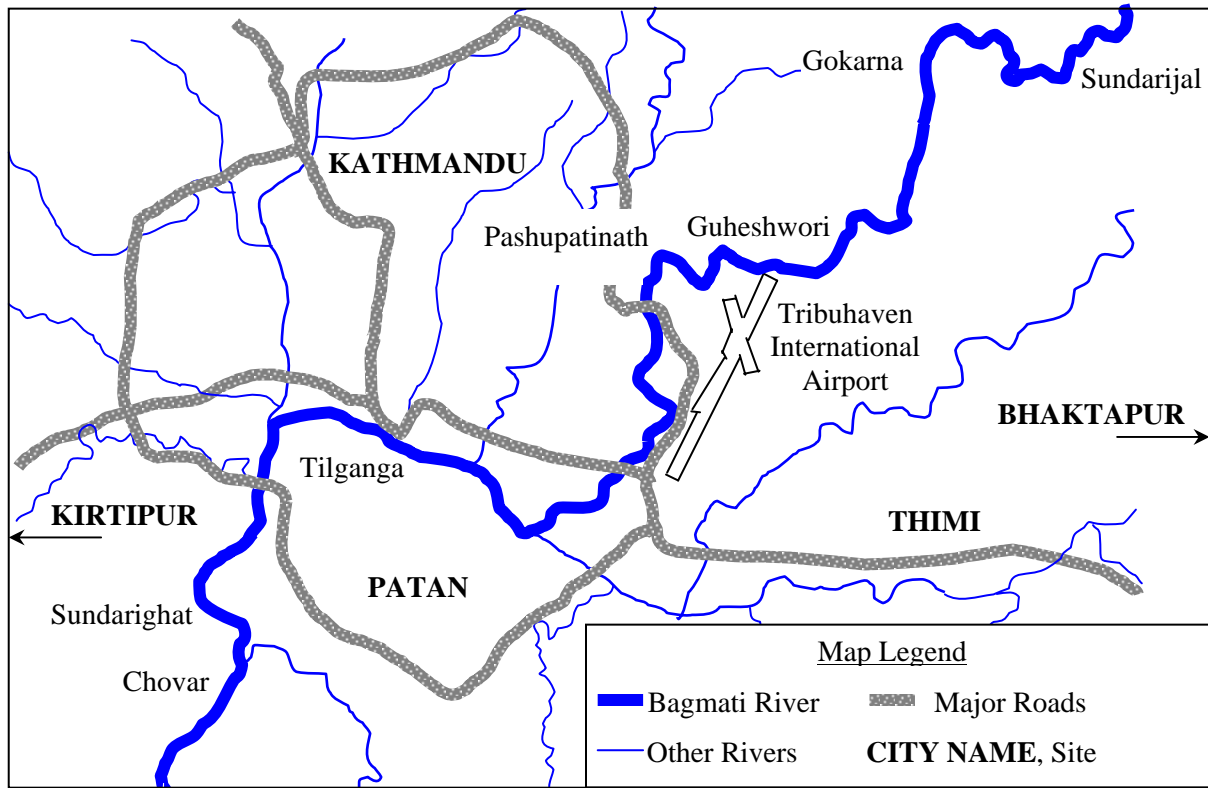 Gokarna
Sundarijal
KATHMANDU
Pashupatinath
Guheshwori
Tribuhaven
International
Airport
BHAKTAPUR
Tilganga
KIRTIPUR
THIMI
PATAN
Sundarighat
Chovar
Map Legend
Bagmati River
Major Roads
Other Rivers
CITY NAME, Site